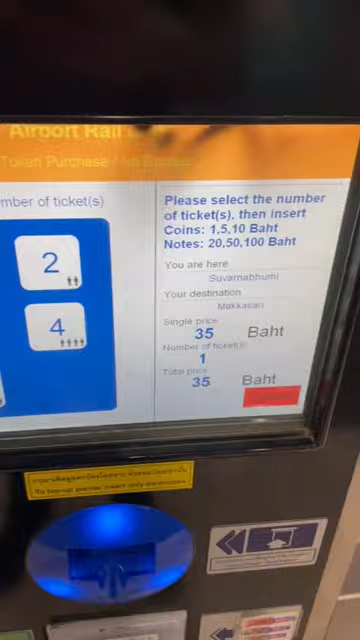 Airport Rail
Token Purchase
mber of ticket(s)
2
4
Please select the number
of ticket(s), then insert
Coins: 1,5,10 Baht
Notes: 20,50,100 Baht
You are here
Suvarnabhumi
Your destination
Makkasan
Single price
35 Baht
Number of ticket(s)
1
Total price
35 Baht